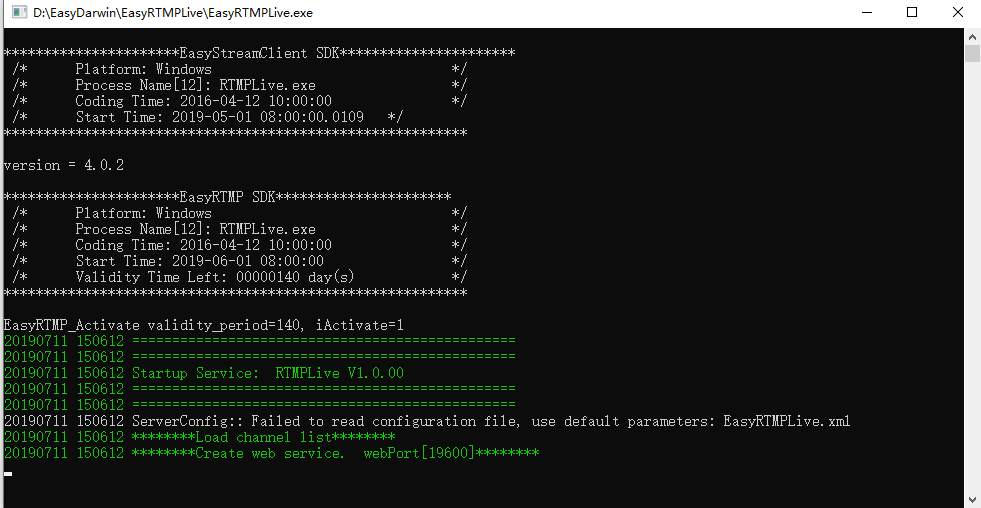 D:\EasyDarwin\EasyRTMPLive\EasyRTMPLive.exe
**********************EasyStreamClient SDK**********************
/* Platform: Windows */
/* Process Name[12]: RTMPLive.exe */
/* Coding Time: 2016-04-12 10:00:00 */
/* Start Time: 2019-05-01 08:00:00.0109 */
**********************************************************
version = 4.0.2
**********************EasyRTMP SDK**********************
/* Platform: Windows */
/* Process Name[12]: RTMPLive.exe */
/* Coding Time: 2016-04-12 10:00:00 */
/* Start Time: 2019-06-01 08:00:00 */
/* Validity Time Left: 00000140 day(s) */
**********************************************************
EasyRTMP_Activate validity_period=140, iActivate=1
20190711 150612 ================================================
20190711 150612 ================================================
20190711 150612 Startup Service: RTMPLive V1.0.00
20190711 150612 ================================================
20190711 150612 ================================================
20190711 150612 ServerConfig:: Failed to read configuration file, use default parameters: EasyRTMPLive.xml
20190711 150612 ********Load channel list********
20190711 150612 ********Create web service. webPort[19600]********